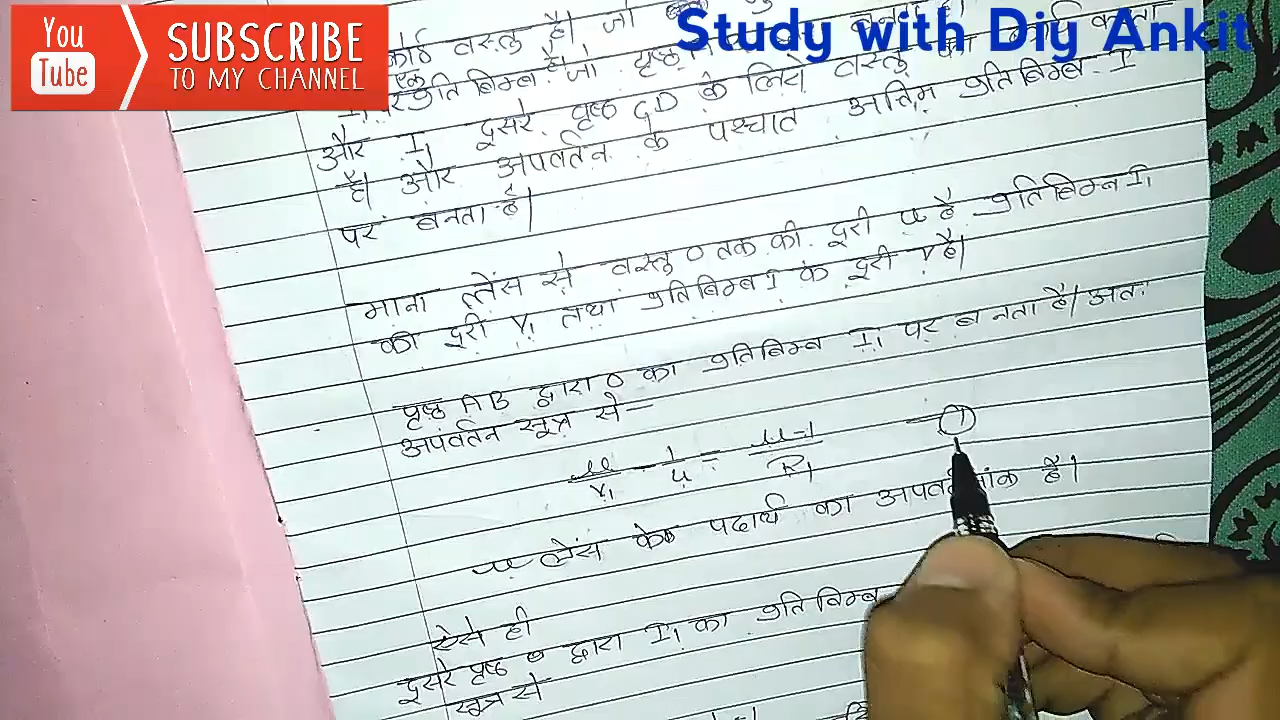 You
Tube
SUBSCRIBE
TO MY CHANNEL
Study with Diy Ankit
कोई वस्तु है। जो
प्रतिबिम्ब है जो पृष्ठ
और I₁ दूसरे पृष्ठ CD के लिये वस्तु का कार्य करता
है। और अपवर्तन के पश्चात अन्तिम प्रतिबिम्ब I
पर बनता है।
माना लेंस से वस्तु O तक की दूरी u है प्रतिबिम्ब I₁
की दूरी V₁ तथा प्रतिबिम्ब I के दूरी V है।
पृष्ठ AB द्वारा O का प्रतिबिम्ब I₁ पर बनता है। अतः
अपवर्तन सूत्र से—
μ/V₁ - 1/u = μ-1/R₁ —①
μ लेंस के पदार्थ का अपवर्तनांक है।
ऐसे ही
दूसरे पृष्ठ द्वारा I₁ का प्रतिबिम्ब
सूत्र से